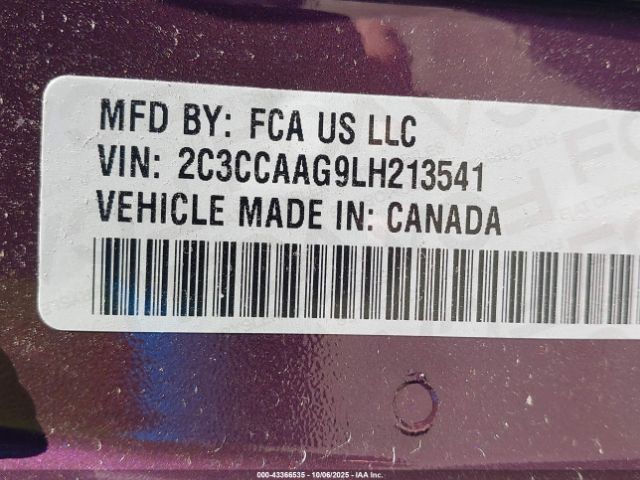 MFD BY: FCA US LLC
VIN: 2C3CCAAG9LH213541
VEHICLE MADE IN: CANADA
000-43366535 - 10/06/2025 - IAA Inc.